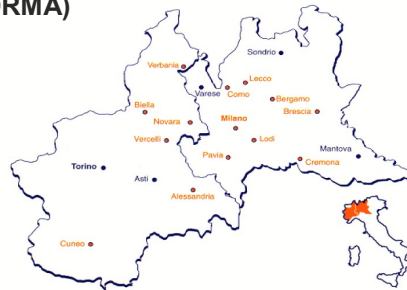 ORMA)
Sondrio
Verbania
Lecco
Varese
Como
Bergamo
Biella
Brescia
Novara
Milano
Vercelli
Lodi
Mantova
Pavia
Cremona
Torino
Asti
Alessandria
Cuneo